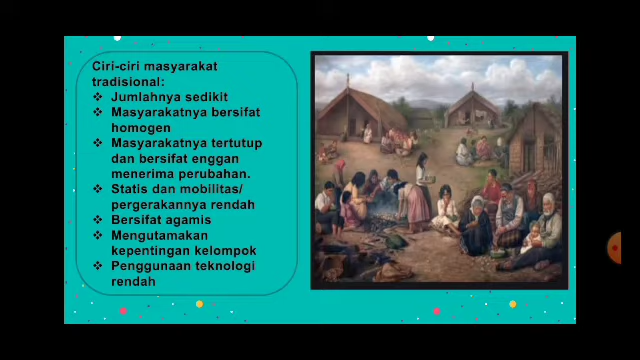 Ciri-ciri masyarakat
tradisional:
❖ Jumlahnya sedikit
❖ Masyarakatnya bersifat
homogen
❖ Masyarakatnya tertutup
dan bersifat enggan
menerima perubahan.
❖ Statis dan mobilitas/
pergerakannya rendah
❖ Bersifat agamis
❖ Mengutamakan
kepentingan kelompok
❖ Penggunaan teknologi
rendah